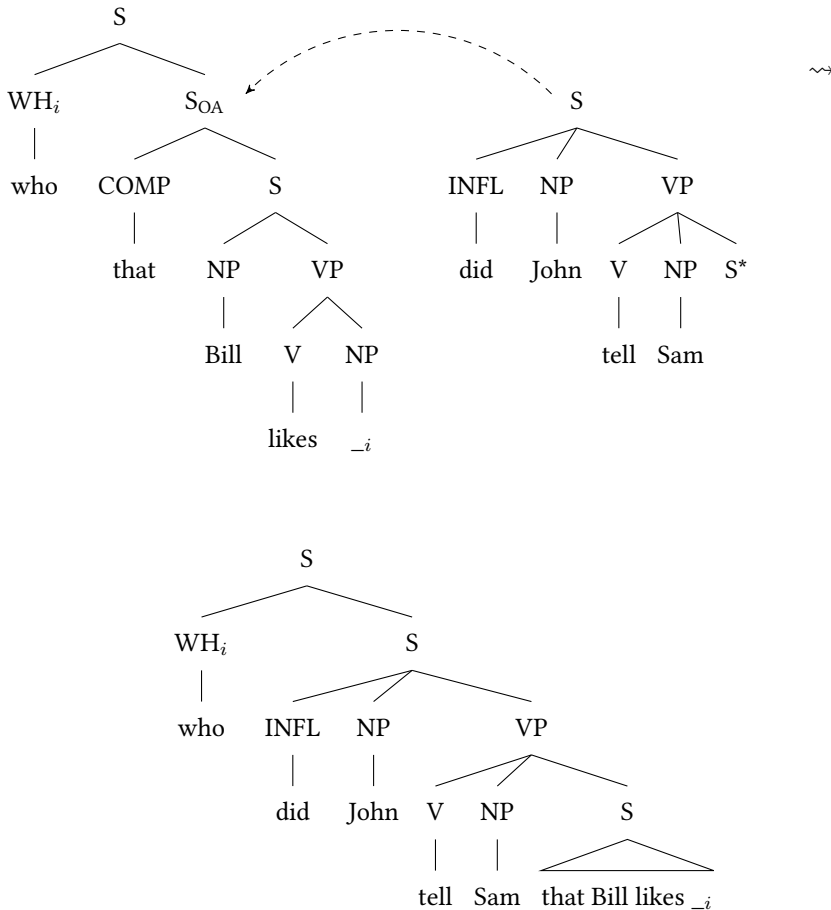 S
⇝
WH_i S_OA S
who COMP S INFL NP VP
that NP VP did John V NP S*
Bill V NP tell Sam
likes _i
S
WH_i S
who INFL NP VP
did John V NP S
tell Sam that Bill likes _i